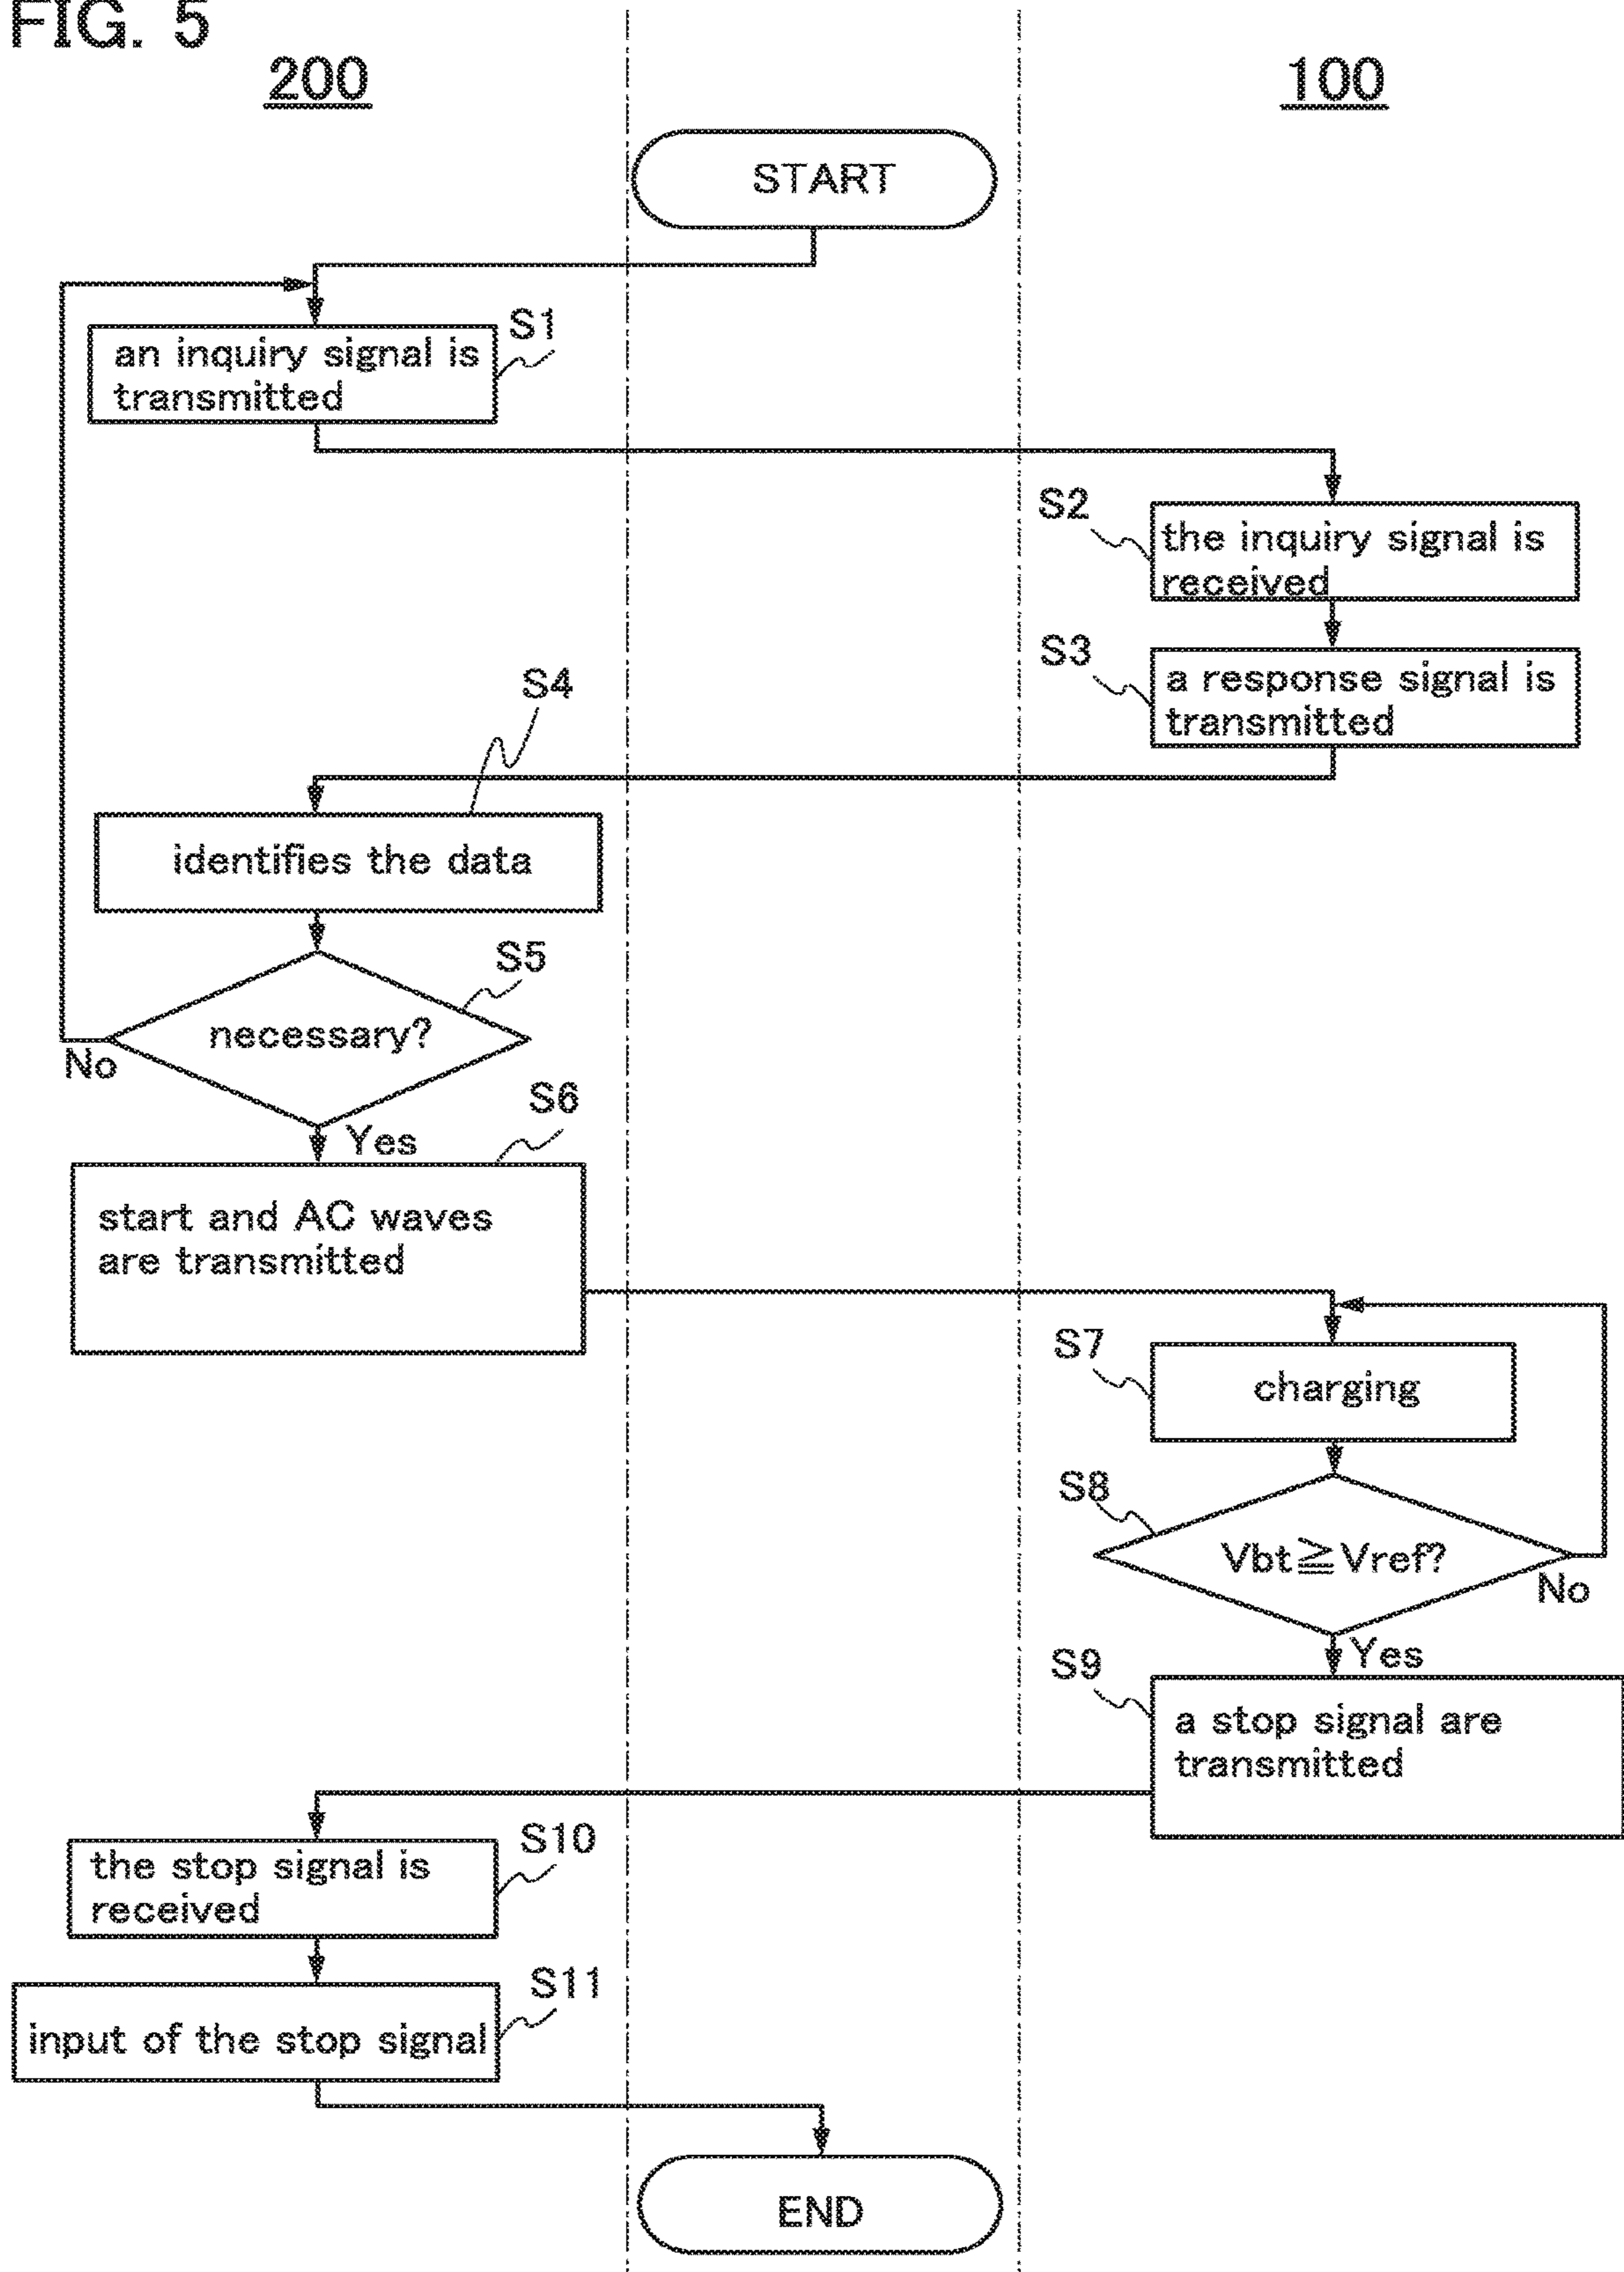 FIG. 5
200
100
START
S1
an inquiry signal is
transmitted
S2
the inquiry signal is
received
S3
a response signal is
transmitted
S4
identifies the data
S5
necessary?
No
Yes
S6
start and AC waves
are transmitted
S7
charging
S8
Vbt≧Vref?
No
Yes
S9
a stop signal are
transmitted
S10
the stop signal is
received
S11
input of the stop signal
END